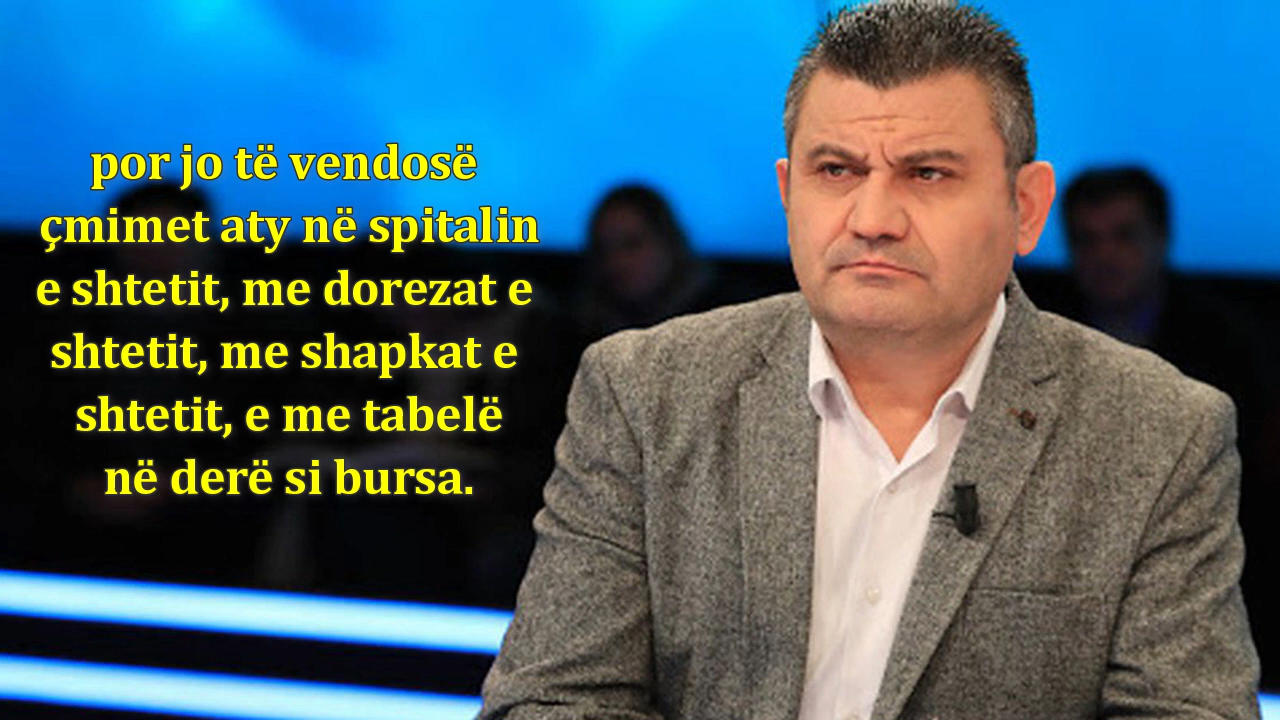 por jo të vendosë
çmimet aty në spitalin
e shtetit, me dorezat e
shtetit, me shapkat e
shtetit, e me tabelë
në derë si bursa.